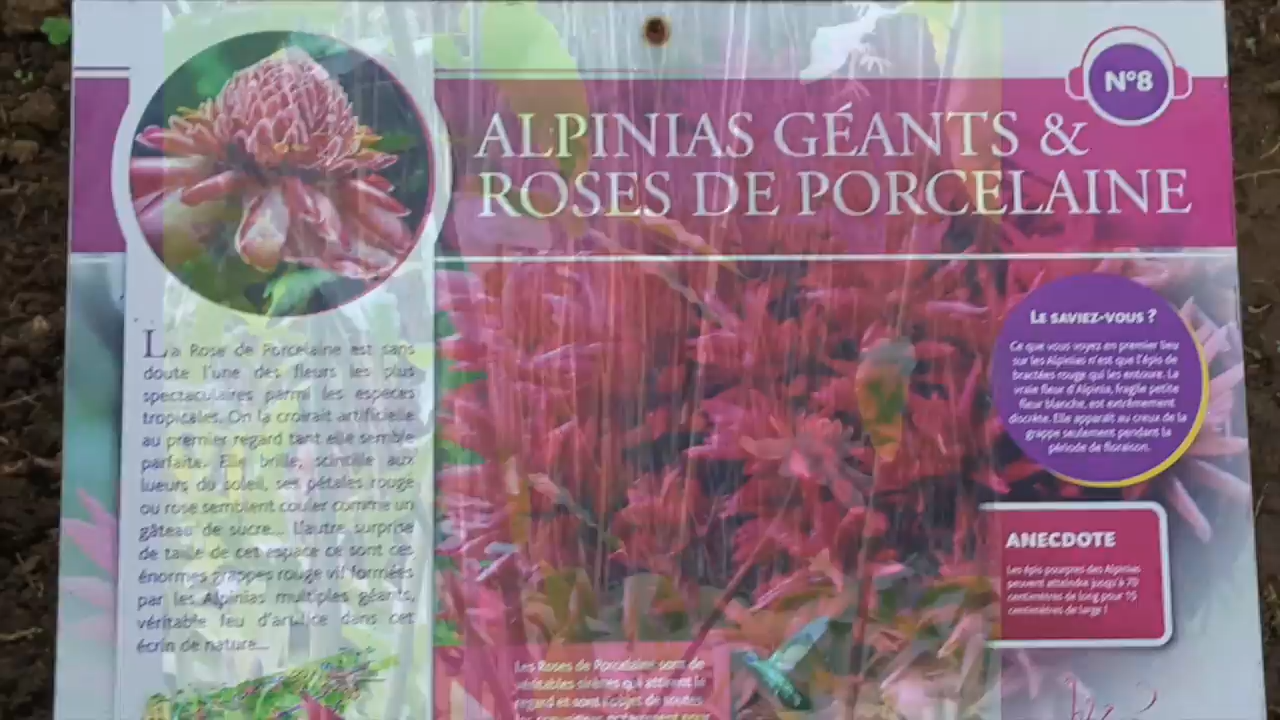 N°8
ALPINIAS GÉANTS &
ROSES DE PORCELAINE
La Rose de Porcelaine est sans
doute l'une des fleurs les plus
spectaculaires parmi les espèces
tropicales. On la croirait artificielle
au premier regard tant elle semble
parfaite. Elle brille, scintille aux
lueurs du soleil, ses pétales rouge
ou rose semblent couler comme un
gâteau de sucre... L'autre surprise
de taille de cet espace ce sont ces
énormes grappes rouge vif formées
par les Alpinias multiples géants,
véritable feu d'artifice dans cet
écrin de nature...
LE SAVIEZ-VOUS ?
Ce que vous voyez en premier lieu
sur les Alpinias n'est que l'épis de
bractées rouge qui les entoure. La
vraie fleur d'Alpinia, fragile petite
fleur blanche, est extrêmement
discrète. Elle apparaît au creux de la
grappe seulement pendant la
période de floraison.
ANECDOTE
Les épis pourpres des Alpinias
peuvent atteindre jusqu'à 70
centimètres de long pour 15
centimètres de large !
Les Roses de Porcelaine sont de
véritables sirènes qui attirent le
regard et sont l'objet de toutes